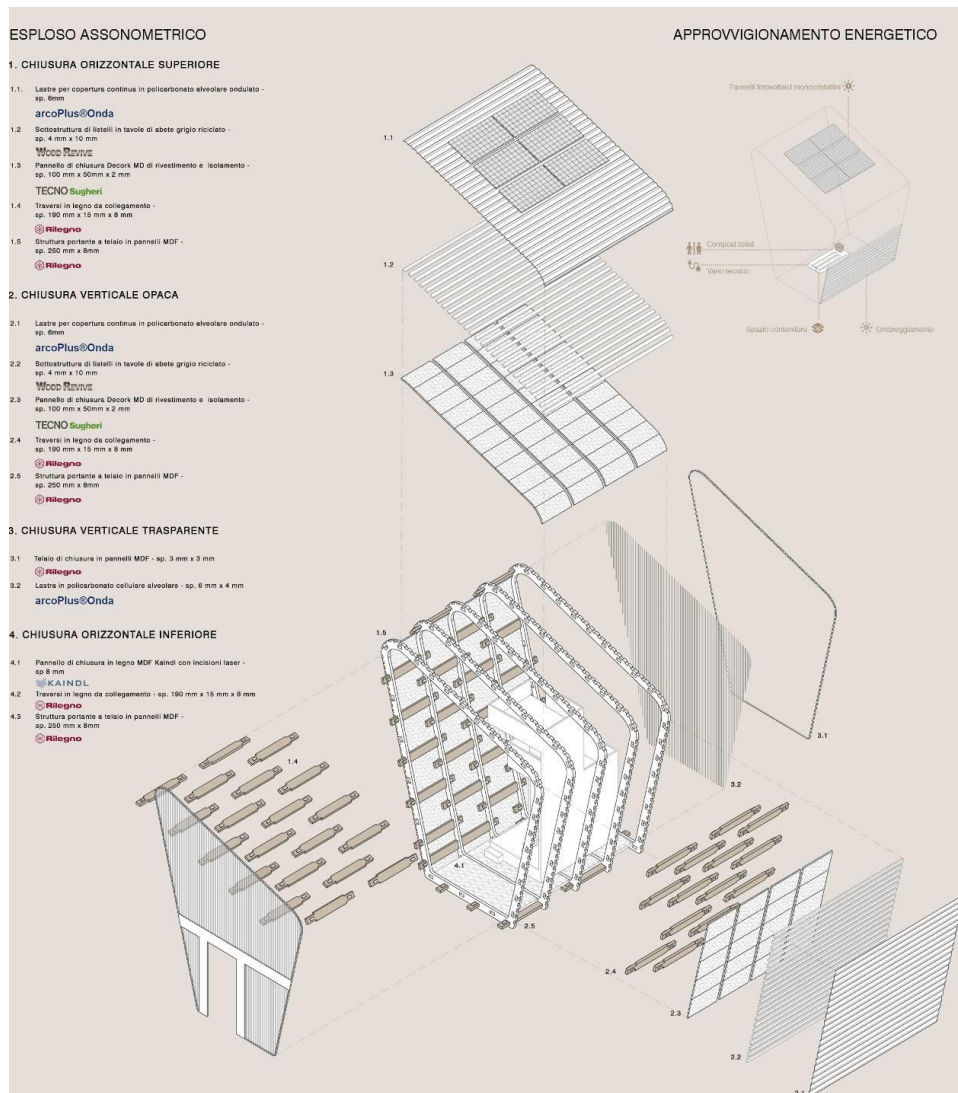 ESPLOSO ASSONOMETRICO
APPROVVIGIONAMENTO ENERGETICO
1. CHIUSURA ORIZZONTALE SUPERIORE
1.1. Lastre per copertura continua in policarbonato alveolare ondulato -
sp. 6mm
arcoPlus®Onda
1.2 Sottostruttura di listelli in tavole di abete grigio riciclato -
sp. 4 mm x 10 mm
WOOD REVIVE
1.3 Pannello di chiusura Decork MD di rivestimento e isolamento -
sp. 100 mm x 50mm x 2 mm
TECNO Sugheri
1.4 Traversi in legno da collegamento -
sp. 190 mm x 15 mm x 8 mm
Rilegno
1.5 Struttura portante a telaio in pannelli MDF -
sp. 250 mm x 8mm
Rilegno
2. CHIUSURA VERTICALE OPACA
2.1 Lastre per copertura continua in policarbonato alveolare ondulato -
sp. 6mm
arcoPlus®Onda
2.2 Sottostruttura di listelli in tavole di abete grigio riciclato -
sp. 4 mm x 10 mm
WOOD REVIVE
2.3 Pannello di chiusura Decork MD di rivestimento e isolamento -
sp. 100 mm x 50mm x 2 mm
TECNO Sugheri
2.4 Traversi in legno da collegamento -
sp. 190 mm x 15 mm x 8 mm
Rilegno
2.5 Struttura portante a telaio in pannelli MDF -
sp. 250 mm x 8mm
Rilegno
3. CHIUSURA VERTICALE TRASPARENTE
3.1 Telaio di chiusura in pannelli MDF - sp. 3 mm x 3 mm
Rilegno
3.2 Lastra in policarbonato cellulare alveolare - sp. 6 mm x 4 mm
arcoPlus®Onda
4. CHIUSURA ORIZZONTALE INFERIORE
4.1 Pannello di chiusura in legno MDF Kaindl con incisioni laser -
sp 8 mm
KAINDL
4.2 Traversi in legno da collegamento - sp. 190 mm x 15 mm x 8 mm
Rilegno
4.3 Struttura portante a telaio in pannelli MDF -
sp. 250 mm x 8mm
Rilegno
Pannelli fotovoltaici monocristallini
Compost toilet
Vano tecnico
Spazio contenitore
Ombreggiamento
1.1
1.2
1.3
1.5
3.1
1.4
3.2
4.1
2.5
2.4
2.3
2.2
2.1